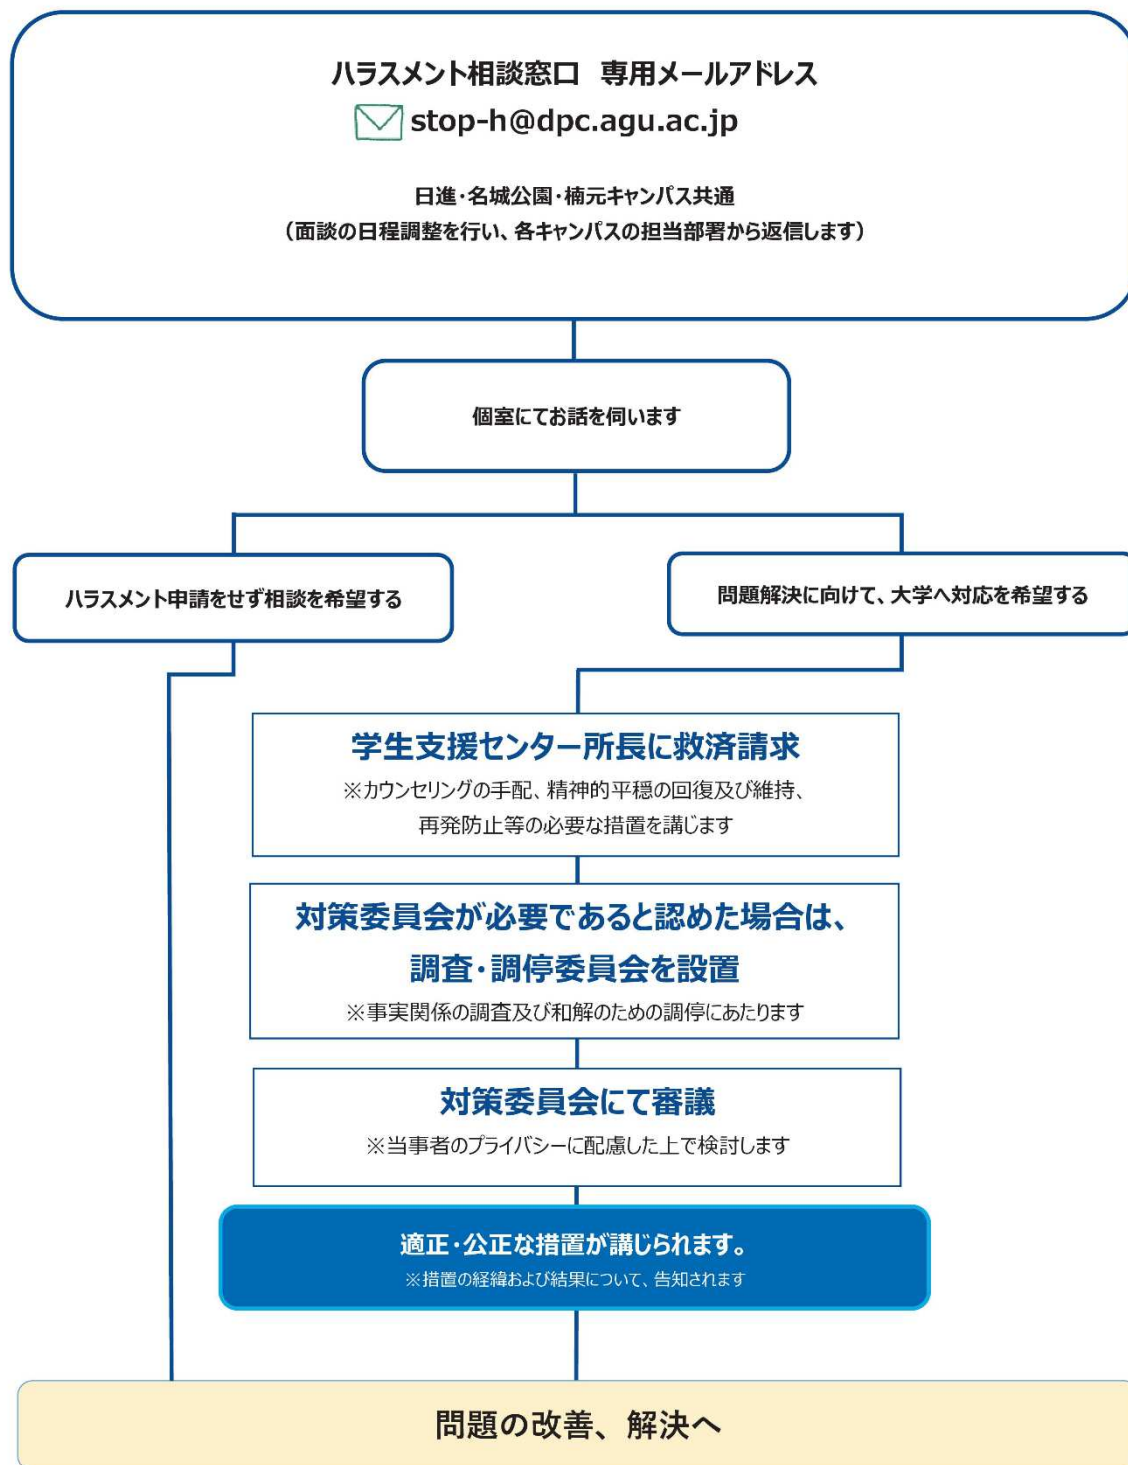 ハラスメント相談窓口 専用メールアドレス
stop-h@dpc.agu.ac.jp
日進・名城公園・楠元キャンパス共通
（面談の日程調整を行い、各キャンパスの担当部署から返信します）
個室にてお話を伺います
ハラスメント申請をせず相談を希望する
問題解決に向けて、大学へ対応を希望する
学生支援センター所長に救済請求
※カウンセリングの手配、精神的平穏の回復及び維持、
再発防止等の必要な措置を講じます
対策委員会が必要であると認めた場合は、
調査・調停委員会を設置
※事実関係の調査及び和解のための調停にあたります
対策委員会にて審議
※当事者のプライバシーに配慮した上で検討します
適正・公正な措置が講じられます。
※措置の経緯および結果について、告知されます
問題の改善、解決へ